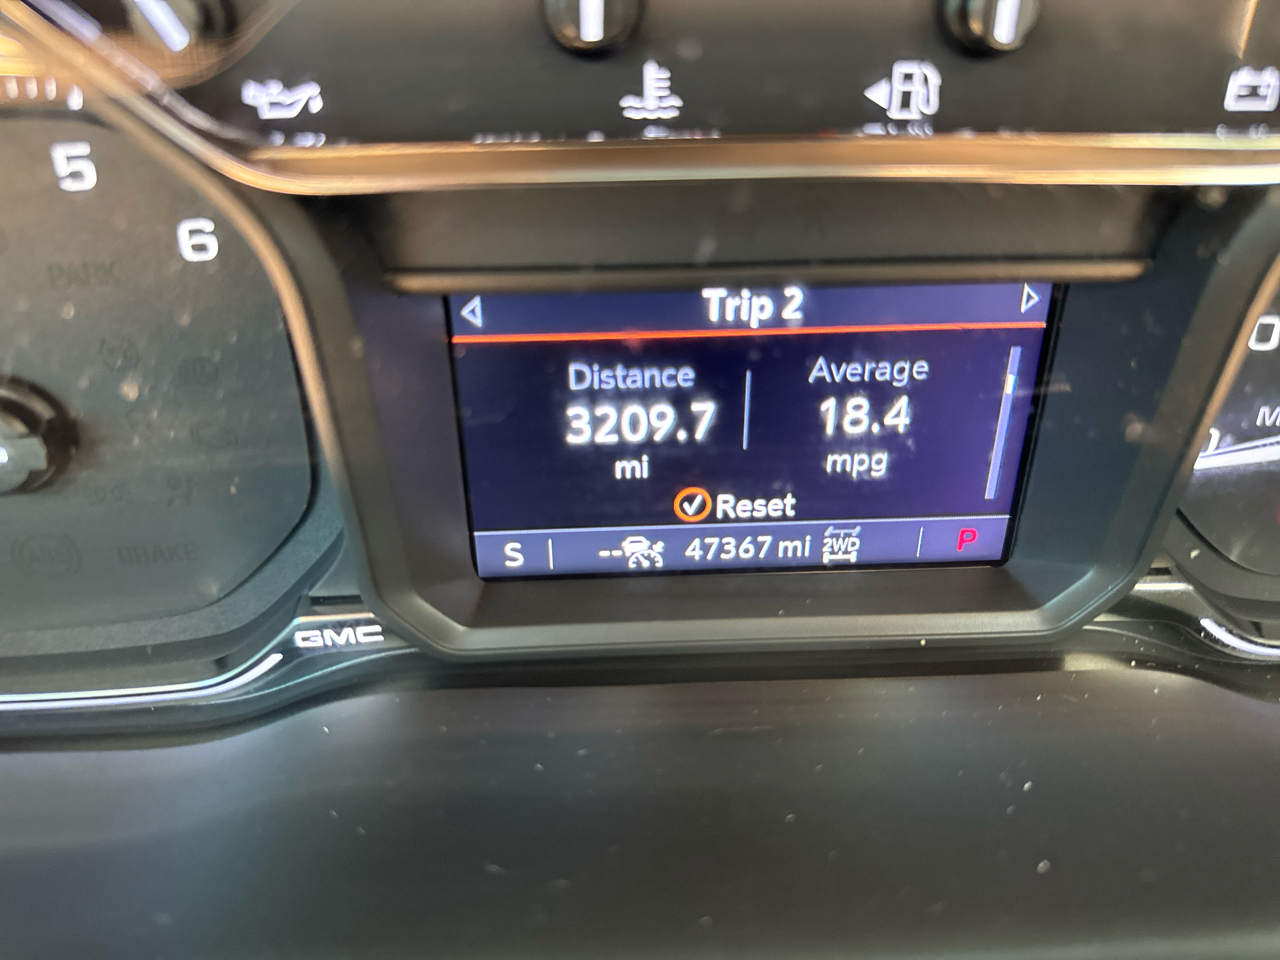 5
6
PARK
Trip 2
Distance
Average
3209.7
18.4
mi
mpg
Reset
S
--
47367 mi
2WD
P
BRAKE
GMC
0